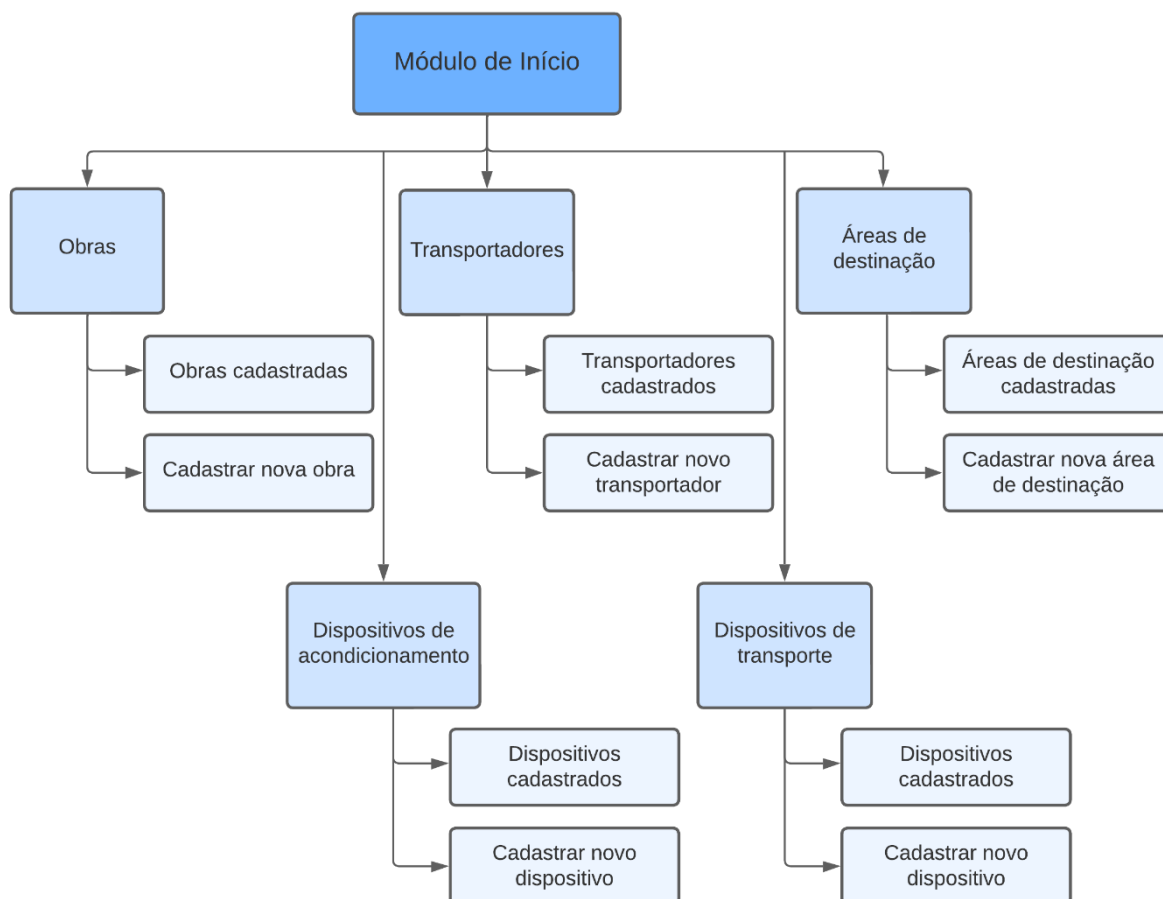 Módulo de Início
Obras
Transportadores
Áreas de
destinação
Obras cadastradas
Transportadores
cadastrados
Áreas de destinação
cadastradas
Cadastrar nova obra
Cadastrar novo
transportador
Cadastrar nova área
de destinação
Dispositivos de
acondicionamento
Dispositivos de
transporte
Dispositivos
cadastrados
Dispositivos
cadastrados
Cadastrar novo
dispositivo
Cadastrar novo
dispositivo